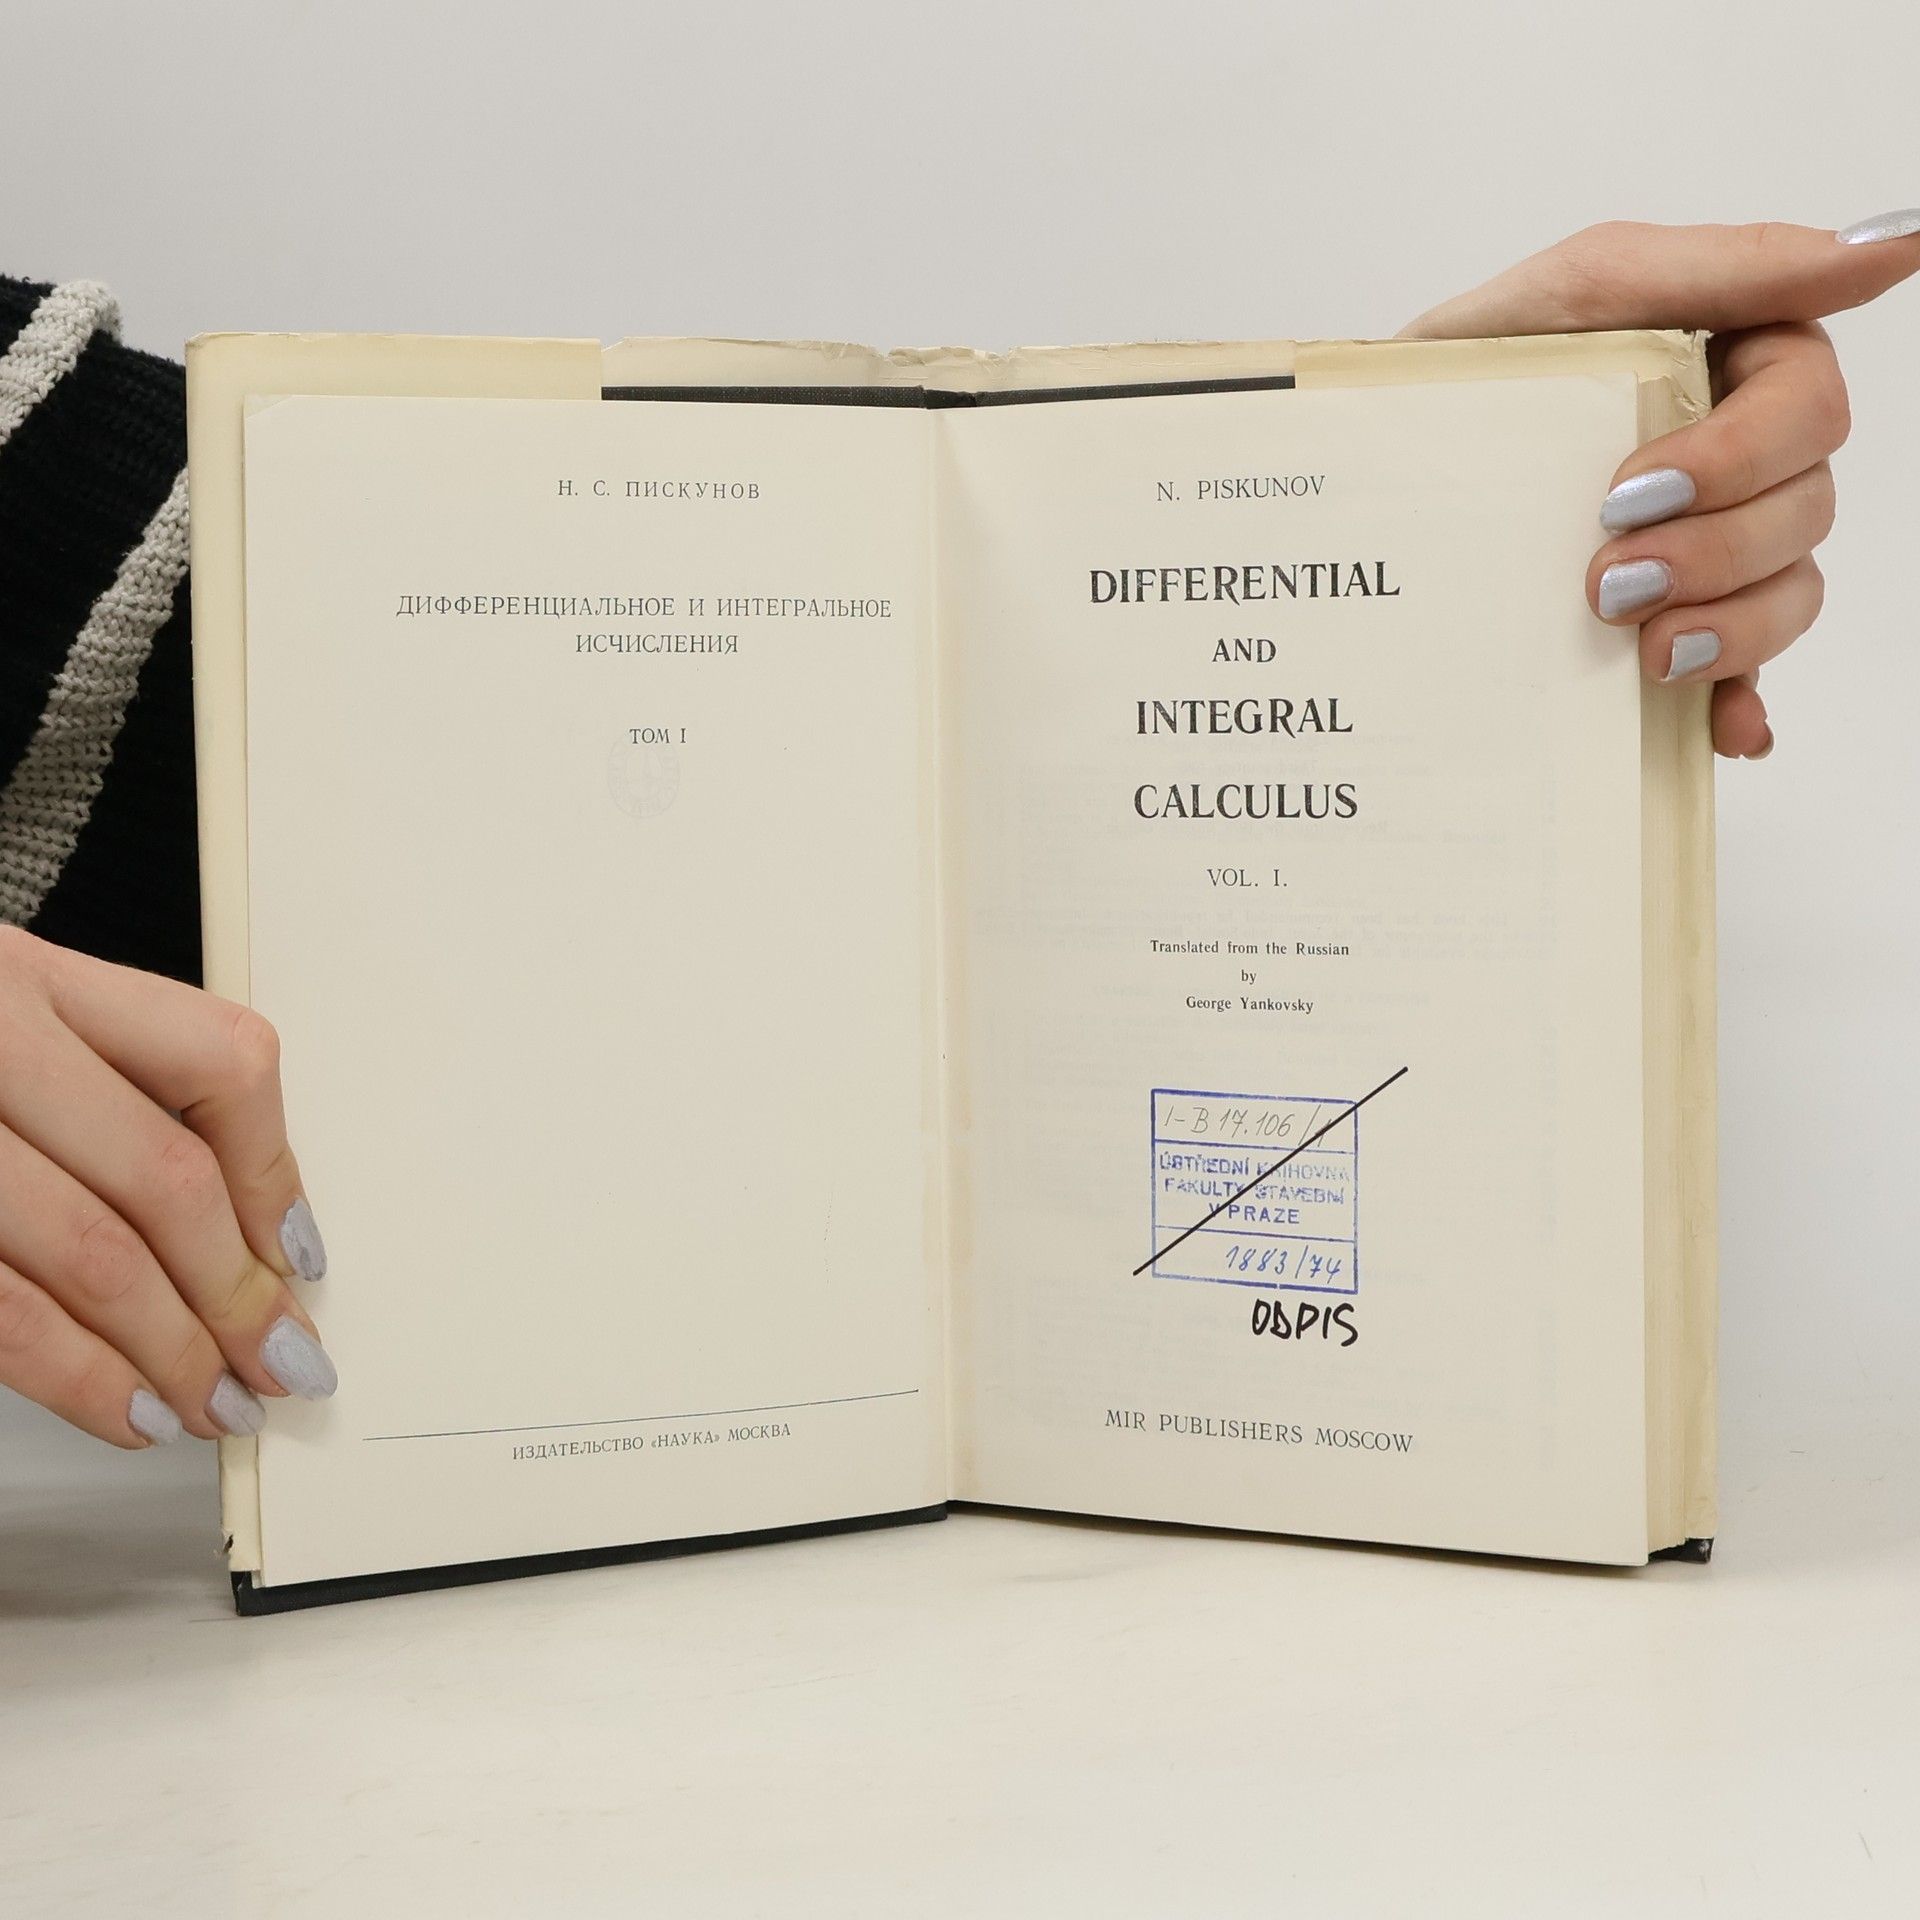 Н. С. ПИСКУНОВ
ДИФФЕРЕНЦИАЛЬНОЕ И ИНТЕГРАЛЬНОЕ
ИСЧИСЛЕНИЯ
ТОМ I
ИЗДАТЕЛЬСТВО «НАУКА» МОСКВА
N. PISKUNOV
DIFFERENTIAL
AND
INTEGRAL
CALCULUS
VOL. I.
Translated from the Russian
by
George Yankovsky
I-B 17.106/1
ÚSTŘEDNÍ KNIHOVNA
FAKULTY STAVEBNÍ
V PRAZE
1883/74
ODPIS
MIR PUBLISHERS MOSCOW